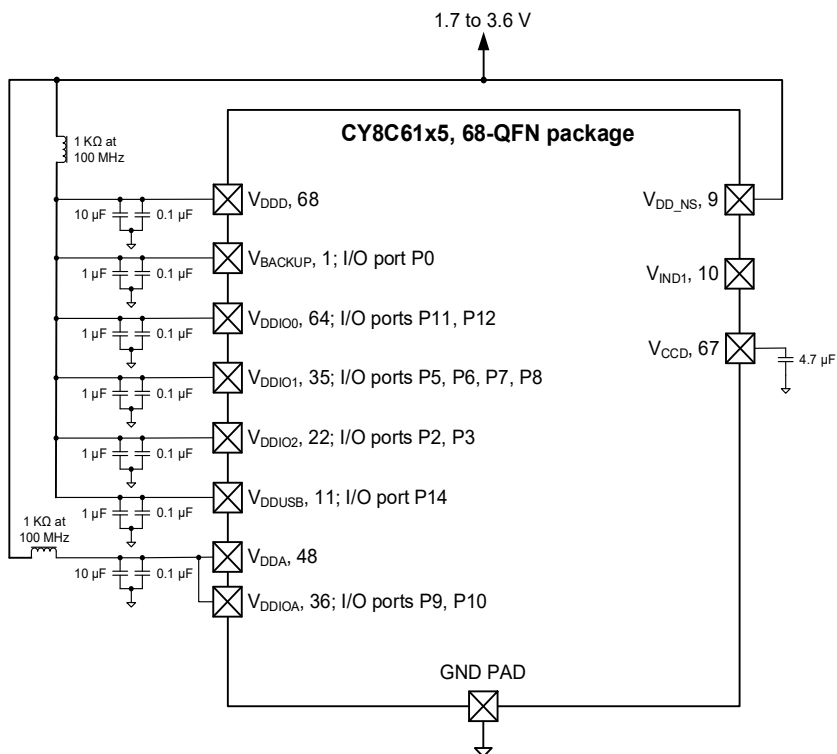 1.7 to 3.6 V
CY8C61x5, 68-QFN package
1 KΩ at
100 MHz
10 µF
0.1 µF
VDDD, 68
VDD_NS, 9
1 µF
0.1 µF
VBACKUP, 1; I/O port P0
VIND1, 10
1 µF
0.1 µF
VDDIO0, 64; I/O ports P11, P12
VCCD, 67
4.7 µF
1 µF
0.1 µF
VDDIO1, 35; I/O ports P5, P6, P7, P8
1 µF
0.1 µF
VDDIO2, 22; I/O ports P2, P3
1 µF
0.1 µF
VDDUSB, 11; I/O port P14
1 KΩ at
100 MHz
10 µF
0.1 µF
VDDA, 48
VDDIOA, 36; I/O ports P9, P10
GND PAD